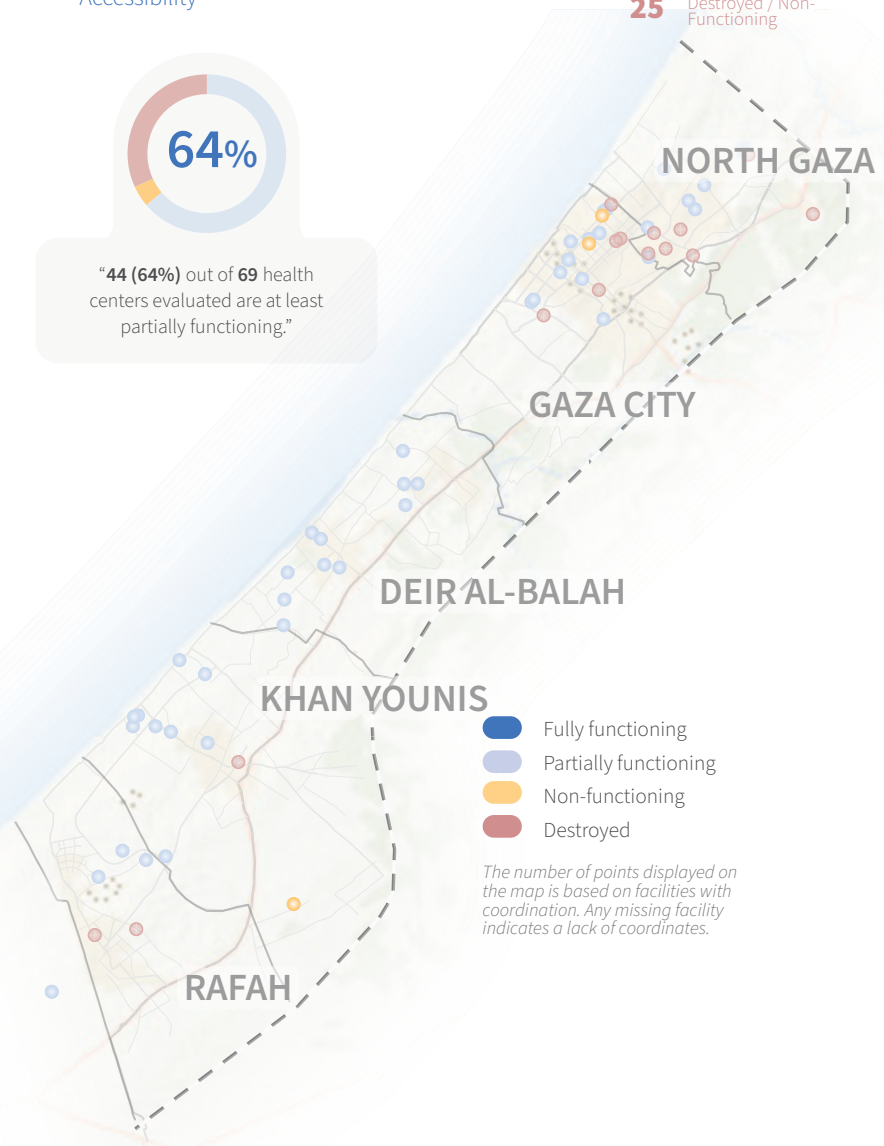 Accessibility
25
Destroyed / Non-
Functioning
64%
“44 (64%) out of 69 health
centers evaluated are at least
partially functioning.”
NORTH GAZA
GAZA CITY
DEIR AL-BALAH
KHAN YOUNIS
Fully functioning
Partially functioning
Non-functioning
Destroyed
The number of points displayed on
the map is based on facilities with
coordination. Any missing facility
indicates a lack of coordinates.
RAFAH